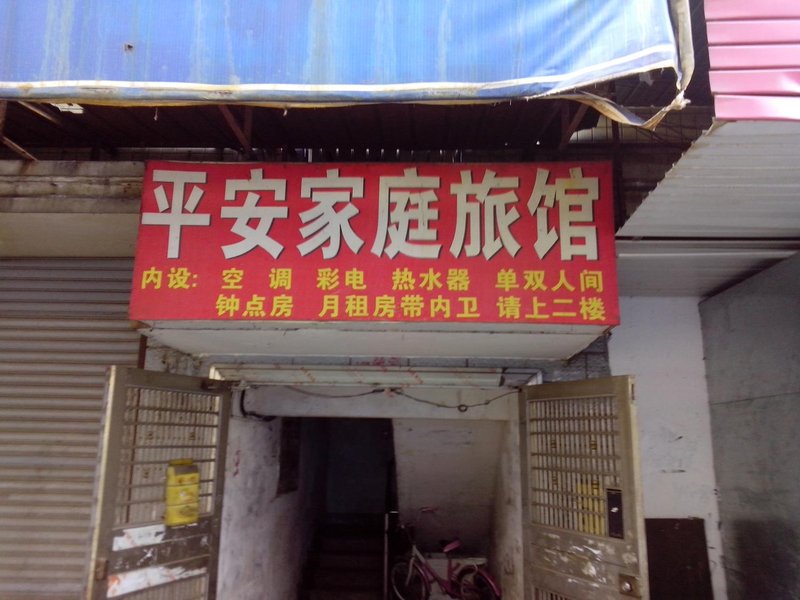 平安家庭旅馆
内设: 空调 彩电 热水器 单双人间
钟点房 月租房带内卫 请上二楼